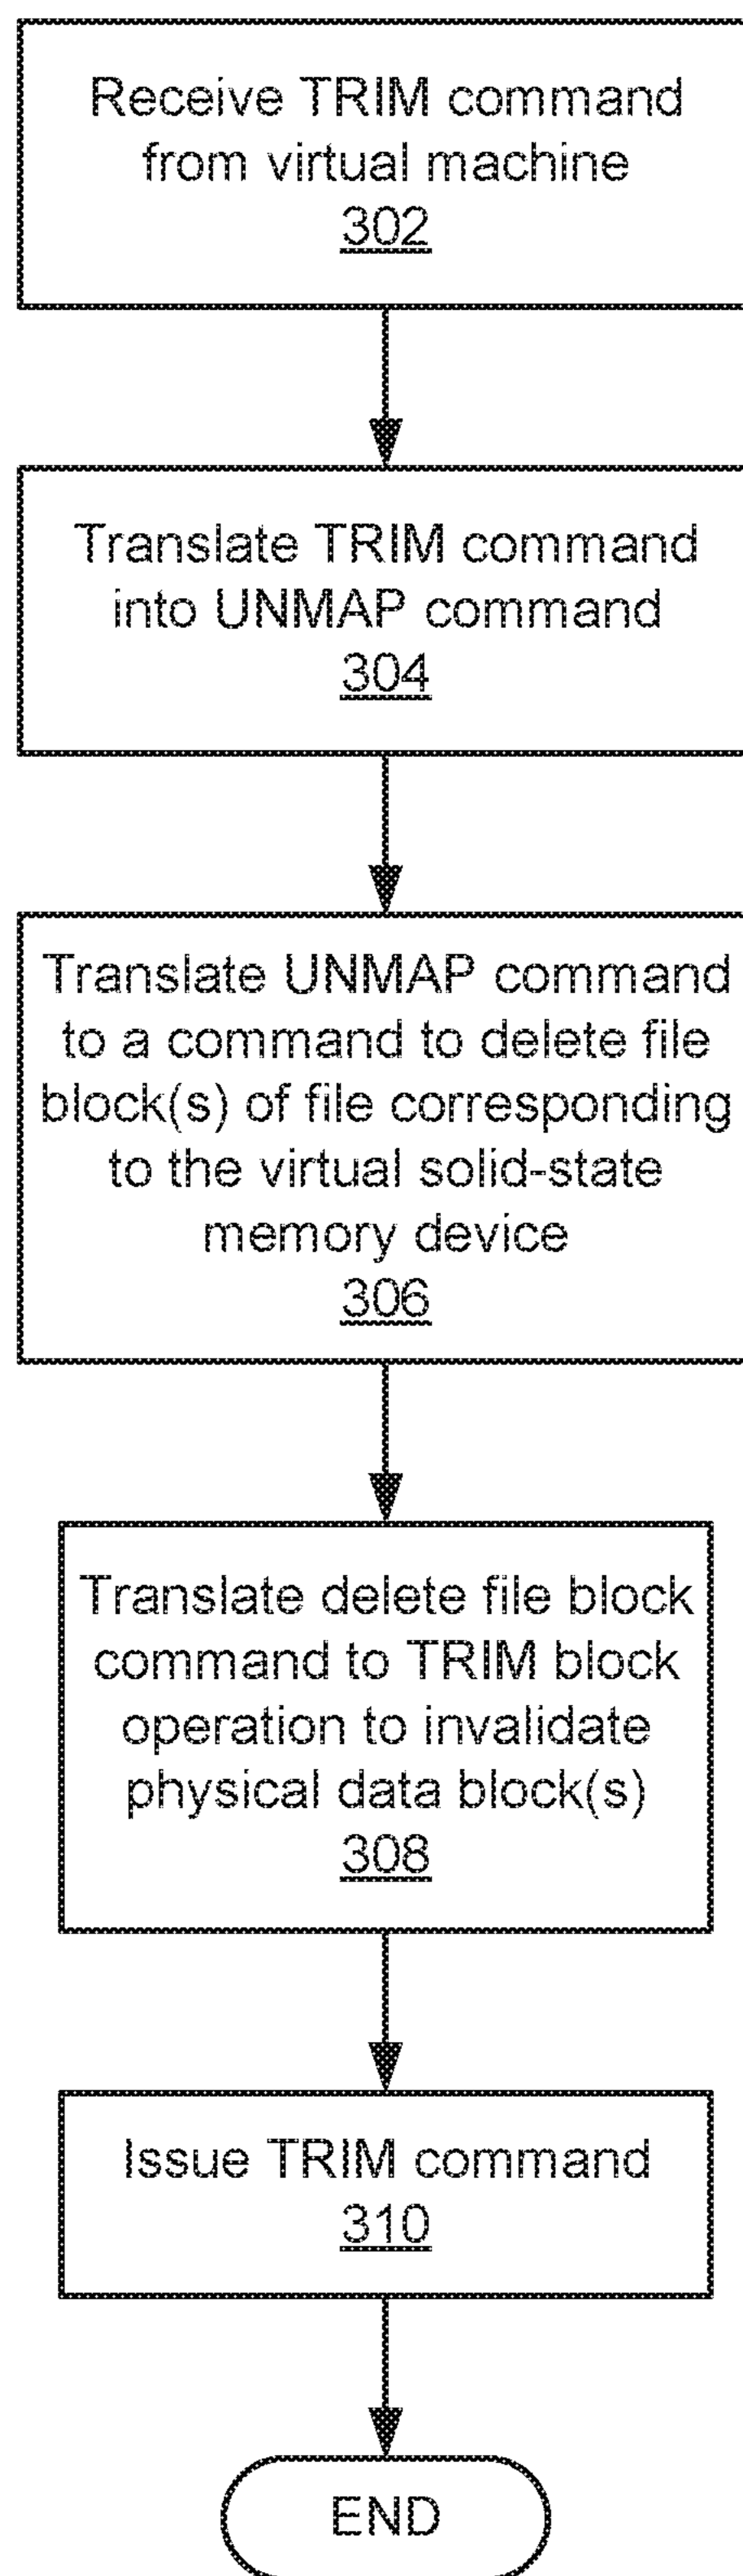 Receive TRIM command
from virtual machine
302
Translate TRIM command
into UNMAP command
304
Translate UNMAP command
to a command to delete file
block(s) of file corresponding
to the virtual solid-state
memory device
306
Translate delete file block
command to TRIM block
operation to invalidate
physical data block(s)
308
Issue TRIM command
310
END